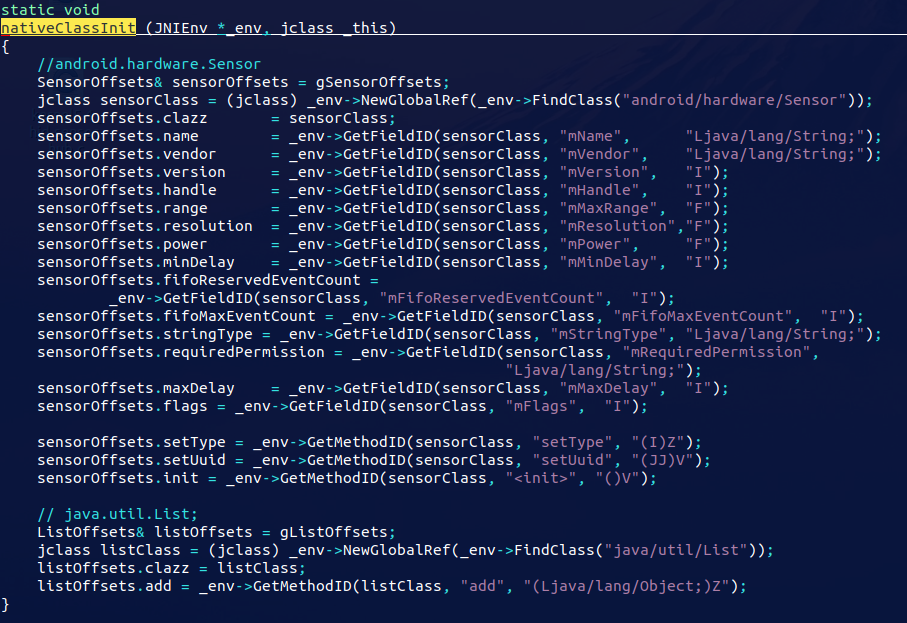 static void
nativeClassInit (JNIEnv *_env, jclass _this)
{
    //android.hardware.Sensor
    SensorOffsets& sensorOffsets = gSensorOffsets;
    jclass sensorClass = (jclass) _env->NewGlobalRef(_env->FindClass("android/hardware/Sensor"));
    sensorOffsets.clazz       = sensorClass;
    sensorOffsets.name        = _env->GetFieldID(sensorClass, "mName",      "Ljava/lang/String;");
    sensorOffsets.vendor      = _env->GetFieldID(sensorClass, "mVendor",    "Ljava/lang/String;");
    sensorOffsets.version     = _env->GetFieldID(sensorClass, "mVersion",   "I");
    sensorOffsets.handle      = _env->GetFieldID(sensorClass, "mHandle",    "I");
    sensorOffsets.range       = _env->GetFieldID(sensorClass, "mMaxRange",  "F");
    sensorOffsets.resolution  = _env->GetFieldID(sensorClass, "mResolution","F");
    sensorOffsets.power       = _env->GetFieldID(sensorClass, "mPower",     "F");
    sensorOffsets.minDelay    = _env->GetFieldID(sensorClass, "mMinDelay",  "I");
    sensorOffsets.fifoReservedEventCount =
            _env->GetFieldID(sensorClass, "mFifoReservedEventCount",  "I");
    sensorOffsets.fifoMaxEventCount = _env->GetFieldID(sensorClass, "mFifoMaxEventCount",  "I");
    sensorOffsets.stringType = _env->GetFieldID(sensorClass, "mStringType", "Ljava/lang/String;");
    sensorOffsets.requiredPermission = _env->GetFieldID(sensorClass, "mRequiredPermission",
                                                        "Ljava/lang/String;");
    sensorOffsets.maxDelay    = _env->GetFieldID(sensorClass, "mMaxDelay",  "I");
    sensorOffsets.flags = _env->GetFieldID(sensorClass, "mFlags",  "I");

    sensorOffsets.setType = _env->GetMethodID(sensorClass, "setType", "(I)Z");
    sensorOffsets.setUuid = _env->GetMethodID(sensorClass, "setUuid", "(JJ)V");
    sensorOffsets.init = _env->GetMethodID(sensorClass, "<init>", "()V");

    // java.util.List;
    ListOffsets& listOffsets = gListOffsets;
    jclass listClass = (jclass) _env->NewGlobalRef(_env->FindClass("java/util/List"));
    listOffsets.clazz = listClass;
    listOffsets.add = _env->GetMethodID(listClass, "add", "(Ljava/lang/Object;)Z");
}